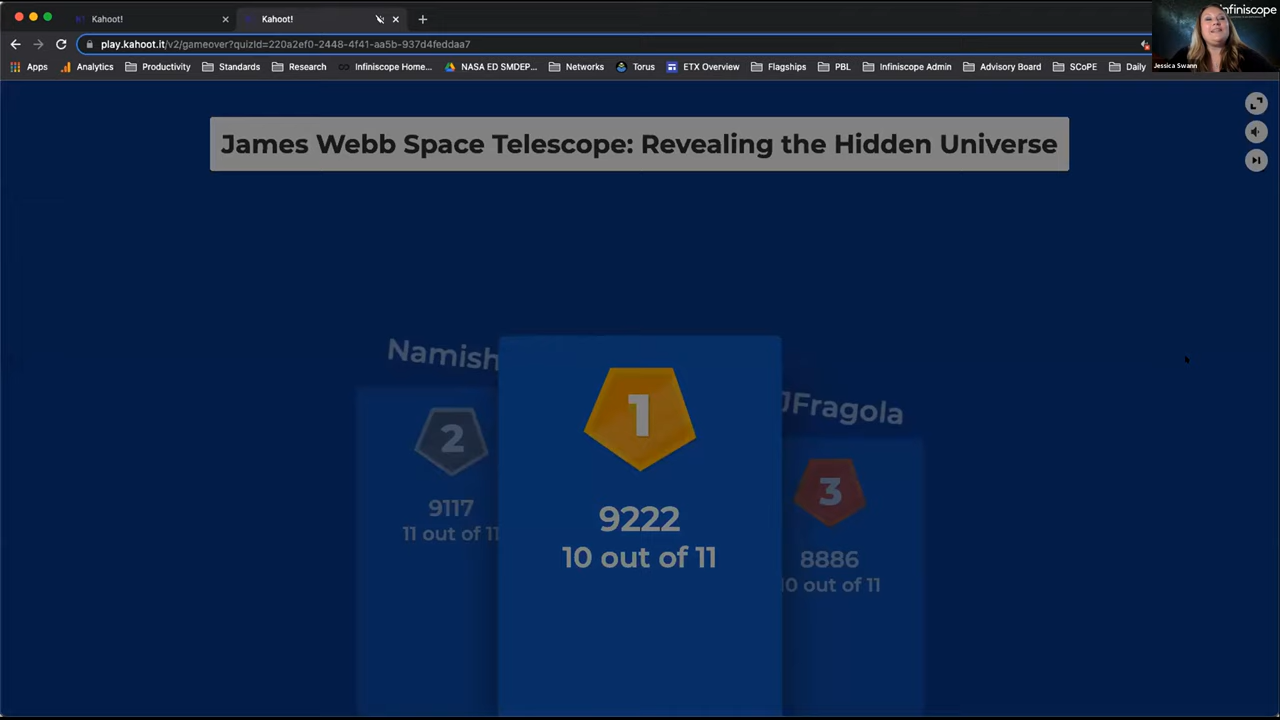 Kahoot!
Kahoot!
infiniscope
play.kahoot.it/v2/gameover?quizId=220a2ef0-2448-4f41-aa5b-937d4feddaa7
Apps Analytics Productivity Standards Research Infiniscope Home... NASA ED SMDEP... Networks Torus ETX Overview Flagships PBL Infiniscope Admin Advisory Board SCoPE Daily
Jessica Swann
James Webb Space Telescope: Revealing the Hidden Universe
Namish
2
9117
11 out of 11
1
9222
10 out of 11
JFragola
3
8886
10 out of 11